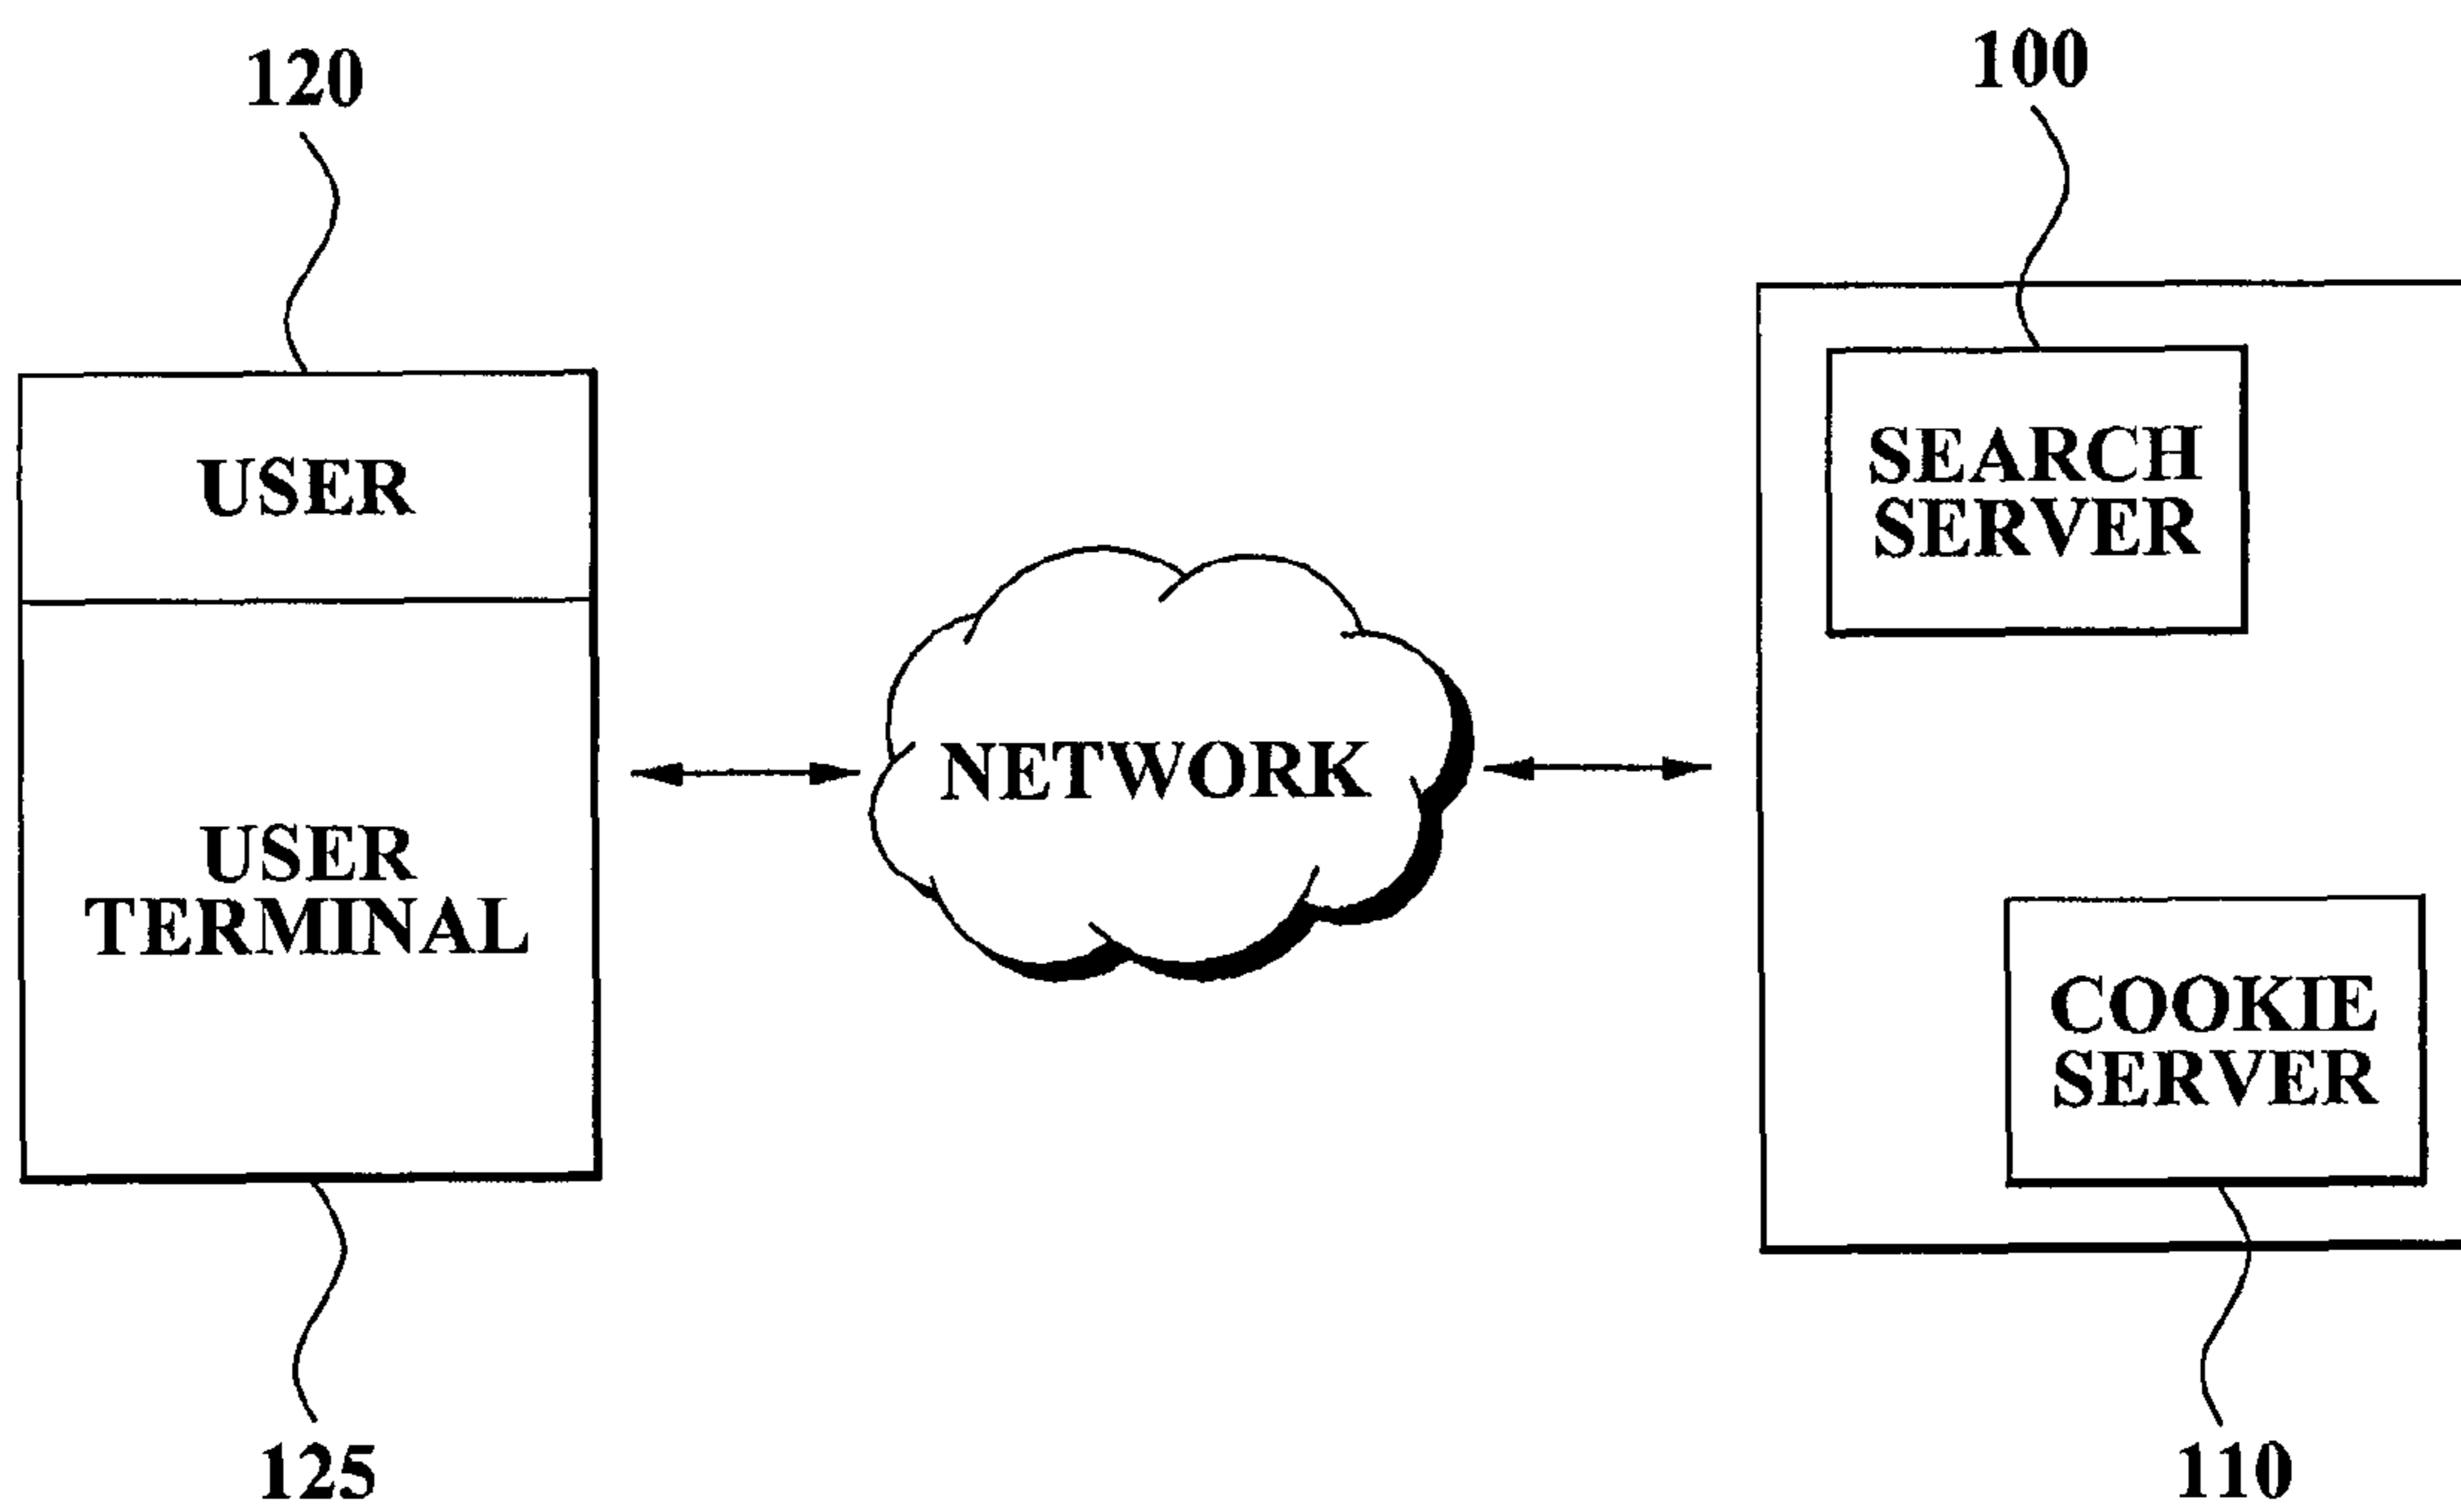 120
100
USER
SEARCH
SERVER
NETWORK
USER
TERMINAL
COOKIE
SERVER
125
110